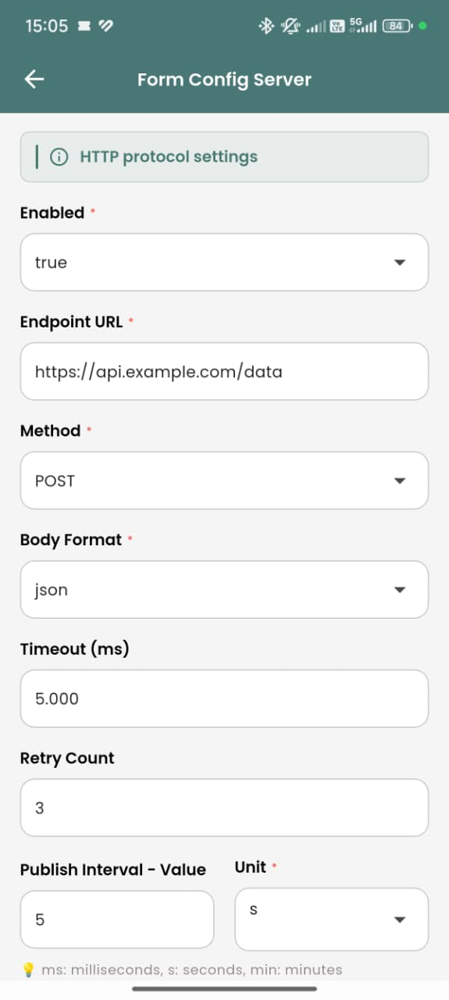 15:05
VoLTE 5G 84
Form Config Server
HTTP protocol settings
Enabled *
true
Endpoint URL *
https://api.example.com/data
Method *
POST
Body Format *
json
Timeout (ms)
5.000
Retry Count
3
Publish Interval - Value
Unit *
5
s
ms: milliseconds, s: seconds, min: minutes